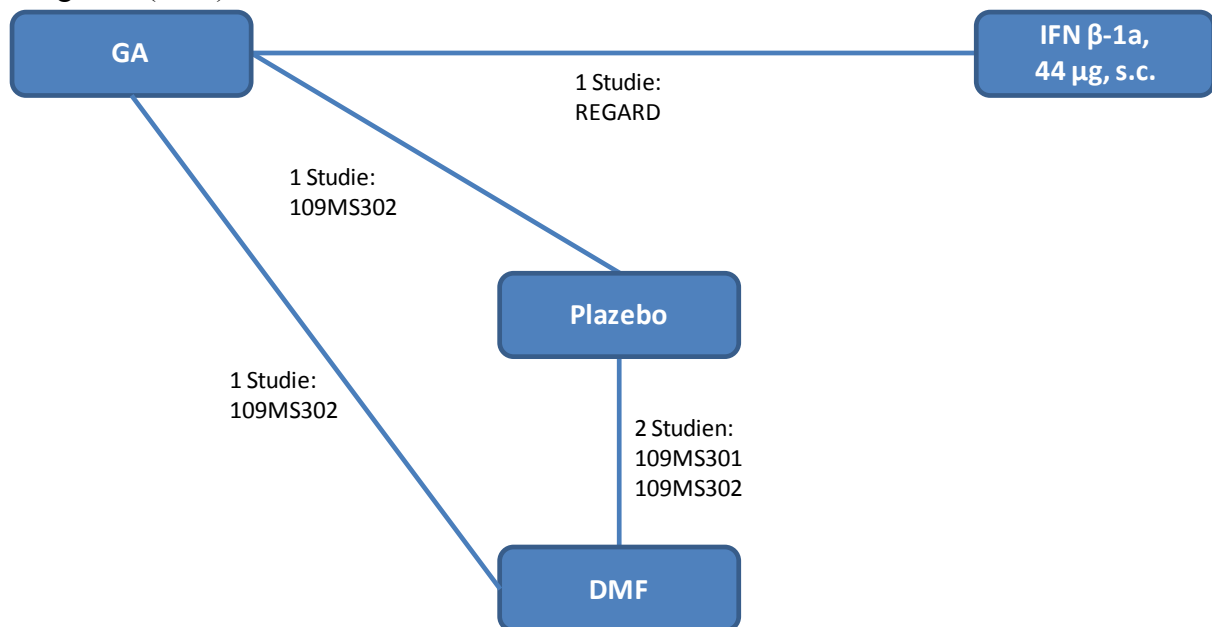 GA
IFN β-1a,
44 µg, s.c.
1 Studie:
REGARD
1 Studie:
109MS302
Plazebo
1 Studie:
109MS302
2 Studien:
109MS301
109MS302
DMF